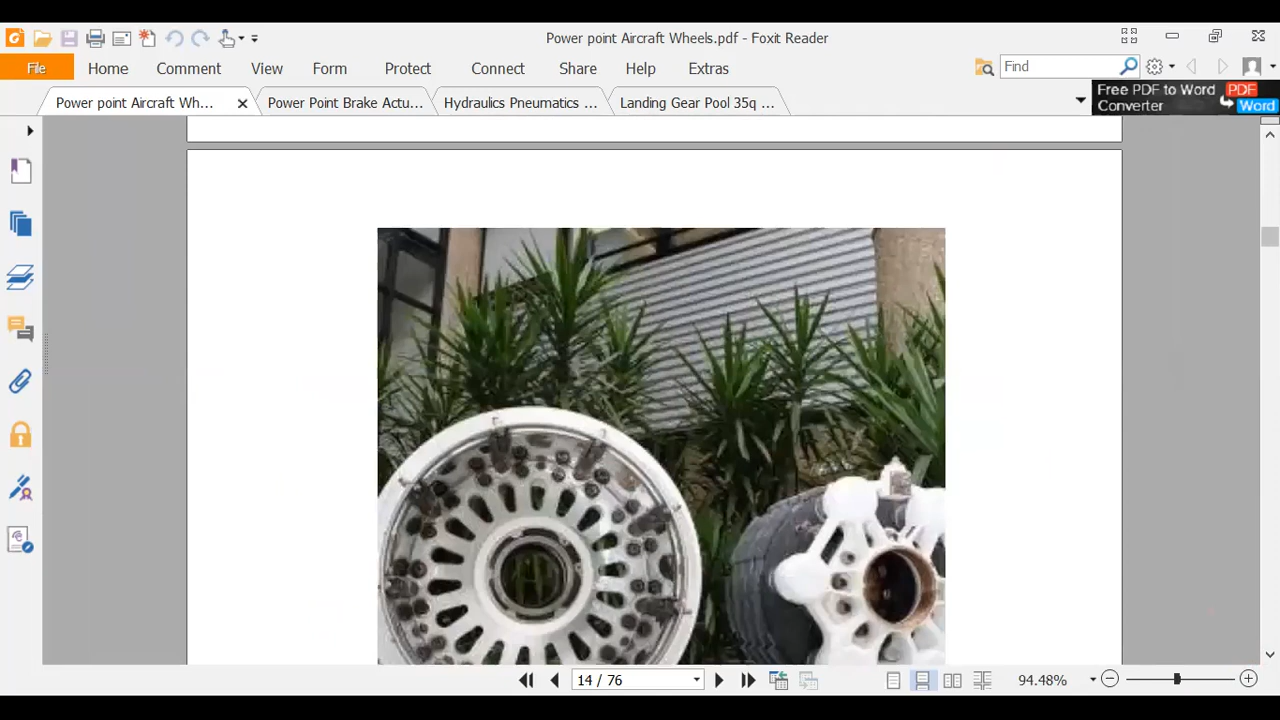 Power point Aircraft Wheels.pdf - Foxit Reader
File Home Comment View Form Protect Connect Share Help Extras
Find
Power point Aircraft Wh... Power Point Brake Actu... Hydraulics Pneumatics ... Landing Gear Pool 35q ...
Free PDF to Word
Converter
PDF
Word
14 / 76
94.48%